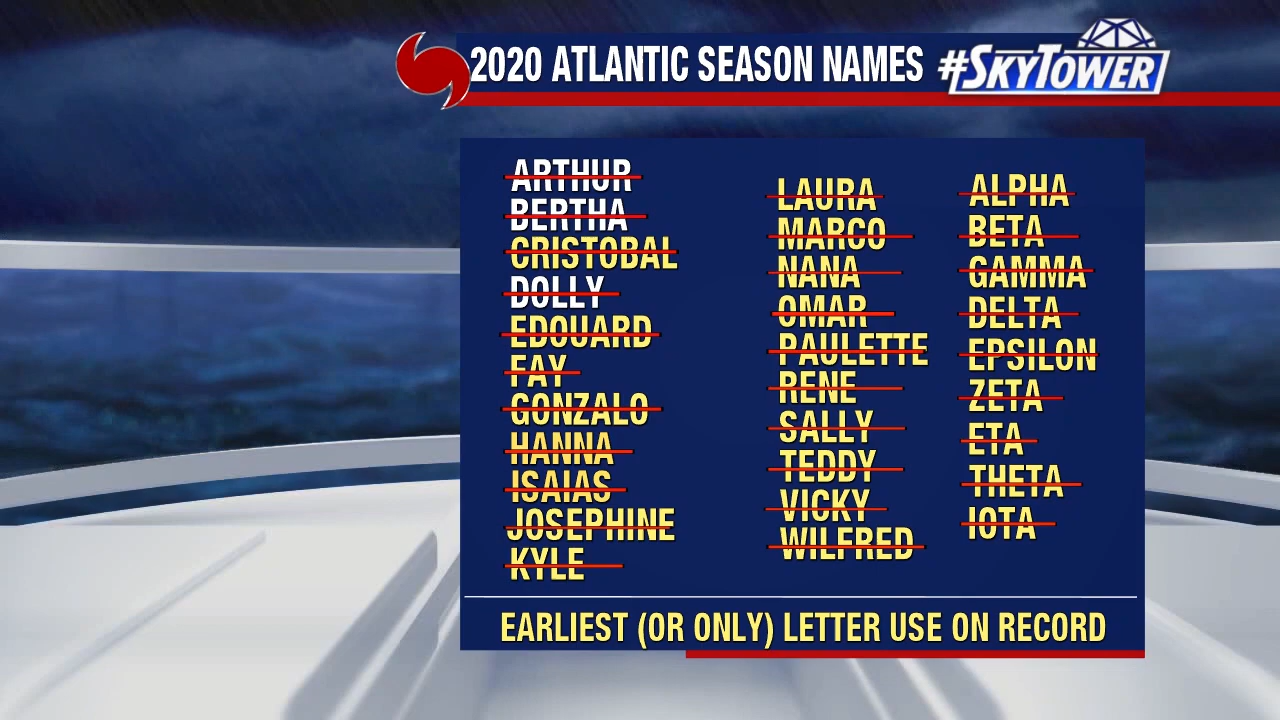 2020 ATLANTIC SEASON NAMES
#SKYTOWER
ARTHUR
BERTHA
CRISTOBAL
DOLLY
EDOUARD
FAY
GONZALO
HANNA
ISAIAS
JOSEPHINE
KYLE
LAURA
MARCO
NANA
OMAR
PAULETTE
RENE
SALLY
TEDDY
VICKY
WILFRED
ALPHA
BETA
GAMMA
DELTA
EPSILON
ZETA
ETA
THETA
IOTA
EARLIEST (OR ONLY) LETTER USE ON RECORD